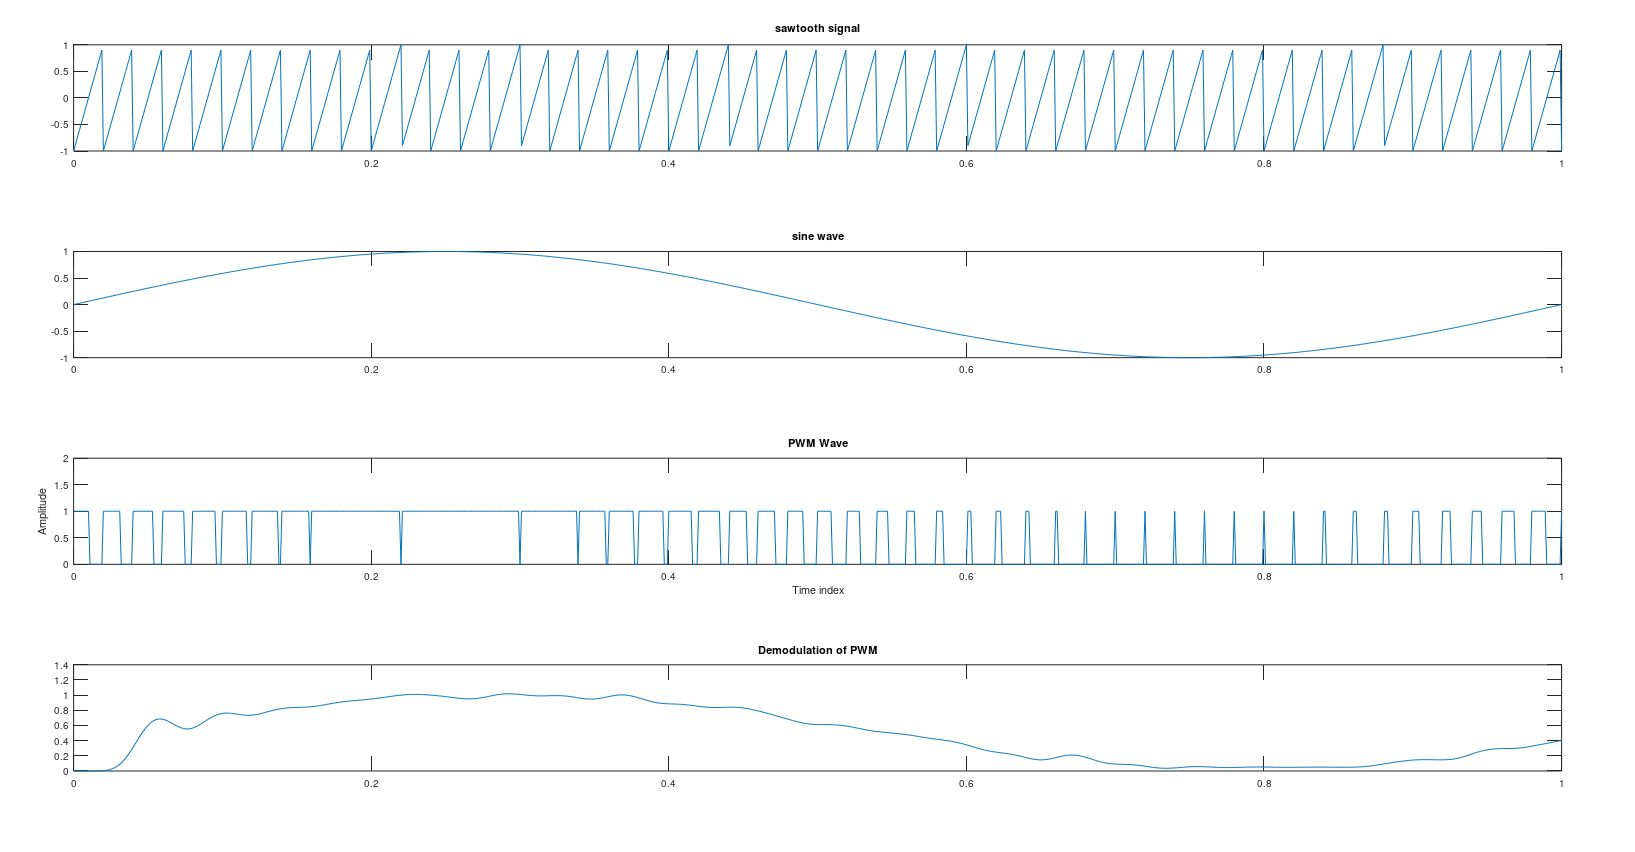 sawtooth signal
1
0.5
0
-0.5
-1
0 0.2 0.4 0.6 0.8 1
sine wave
1
0.5
0
-0.5
-1
0 0.2 0.4 0.6 0.8 1
PWM Wave
Amplitude
2
1.5
1
0.5
0
0 0.2 0.4 0.6 0.8 1
Time index
Demodulation of PWM
1.4
1.2
1
0.8
0.6
0.4
0.2
0
0 0.2 0.4 0.6 0.8 1